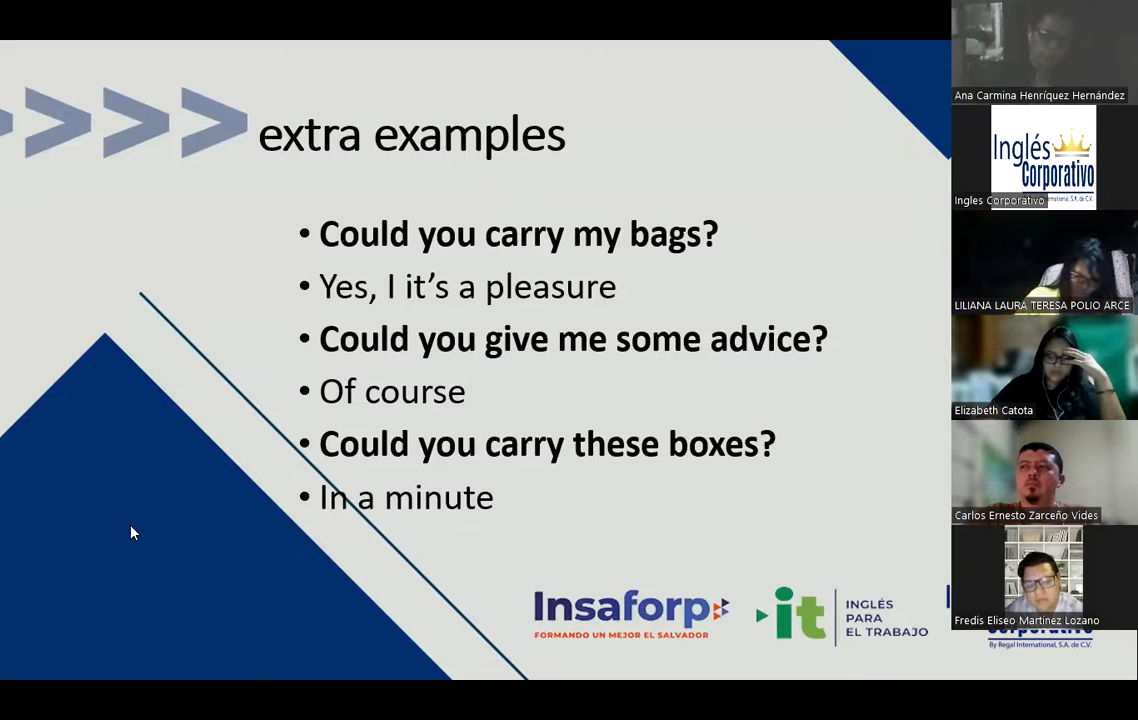 extra examples
• Could you carry my bags?
• Yes, I it’s a pleasure
• Could you give me some advice?
• Of course
• Could you carry these boxes?
• In a minute
Insaforp
FORMANDO UN MEJOR EL SALVADOR
it
INGLÉS
PARA
EL TRABAJO
By Regal International, S.A. de C.V.
Ana Carmina Henríquez Hernández
Inglés
Corporativo
Ingles Corporativo
LILIANA LAURA TERESA POLIO ARCE
Elizabeth Catota
Carlos Ernesto Zarceño Vides
Fredis Eliseo Martinez Lozano